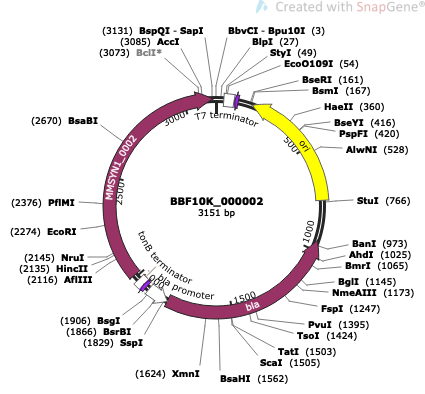 Created with SnapGene®
(3131) BspQI - SapI
(3085) AccI
(3073) BclI*
BbvCI - Bpu10I (3)
BlpI (27)
StyI (49)
EcoO109I (54)
BseRI (161)
BsmI (167)
HaeII (360)
BseYI (416)
PspFI (420)
AlwNI (528)
StuI (766)
BanI (973)
AhdI (1025)
BmrI (1065)
BglI (1145)
NmeAIII (1173)
FspI (1247)
PvuI (1395)
TsoI (1424)
TatI (1503)
ScaI (1505)
BsaHI (1562)
(1624) XmnI
(1829) SspI
(1866) BsrBI
(1906) BsgI
(2116) AflIII
(2135) HincII
(2145) NruI
(2274) EcoRI
(2376) PflMI
(2670) BsaBI
T7 terminator
ori
bla
bla promoter
tonB terminator
MMSYN1_0002
500
1000
1500
2500
3000
BBF10K_000002
3151 bp